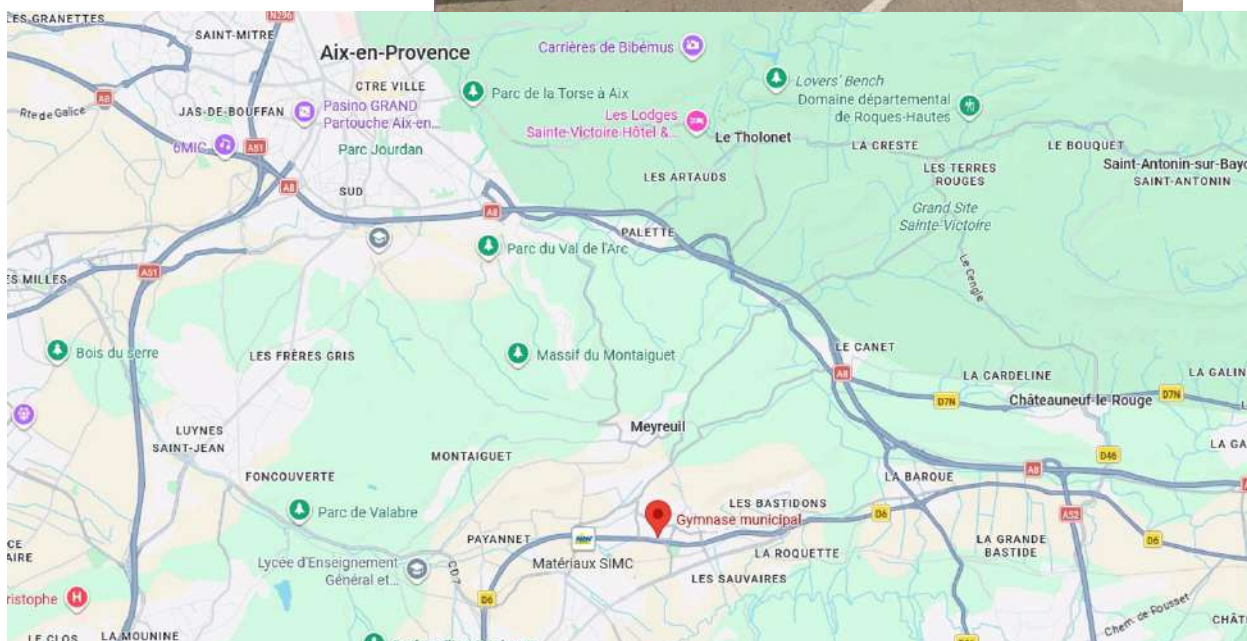 ES GRANETTES
N296
SAINT-MITRE
Aix-en-Provence
Carrières de Bibémus
CTRE VILLE
Lovers' Bench
A8
Parc de la Torse à Aix
Domaine départemental
de Roques-Hautes
Rte de Galice
JAS-DE-BOUFFAN
Pasino GRAND
Partouche Aix-en...
Les Lodges
Sainte-Victoire Hôtel &...
Le Tholonet
6MIC
A51
Parc Jourdan
LA CRESTE
LE BOUQUET
Saint-Antonin-sur-Bayo
SAINT-ANTONIN
LES TERRES
ROUGES
LES ARTAUDS
A8
SUD
A8
PALETTE
Grand Site
Sainte-Victoire
Parc du Val de l'Arc
A51
ES MILLES
Le Cengle
Bois du serre
LES FRÈRES GRIS
Massif du Montaiguet
LE CANET
A8
LA CARDELINE
LA GALIN
D7N
Châteauneuf-le-Rouge
D7N
LUYNES
SAINT-JEAN
Meyreuil
MONTAIGUET
D46
LA GA
FONCOUVERTE
LA BARQUE
A8
Parc de Valabre
LES BASTIDONS
Gymnase municipal
D6
A52
PAYANNET
LA GRANDE
BASTIDE
D6
CE
AIRE
Lycée d'Enseignement
Général et...
CD 7
Matériaux SIMC
LA ROQUETTE
LES SAUVAIRES
ristophe
H
D6
Chem. de Rousset
CHÂT
LE CLOS
LA MOUNINE